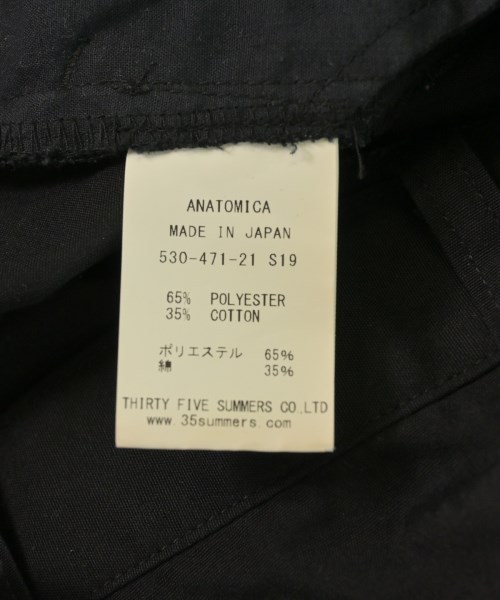 ANATOMICA
MADE IN JAPAN
530-471-21 S19
65% POLYESTER
35% COTTON
ポリエステル 65%
綿 35%
THIRTY FIVE SUMMERS CO.LTD
www.35summers.com